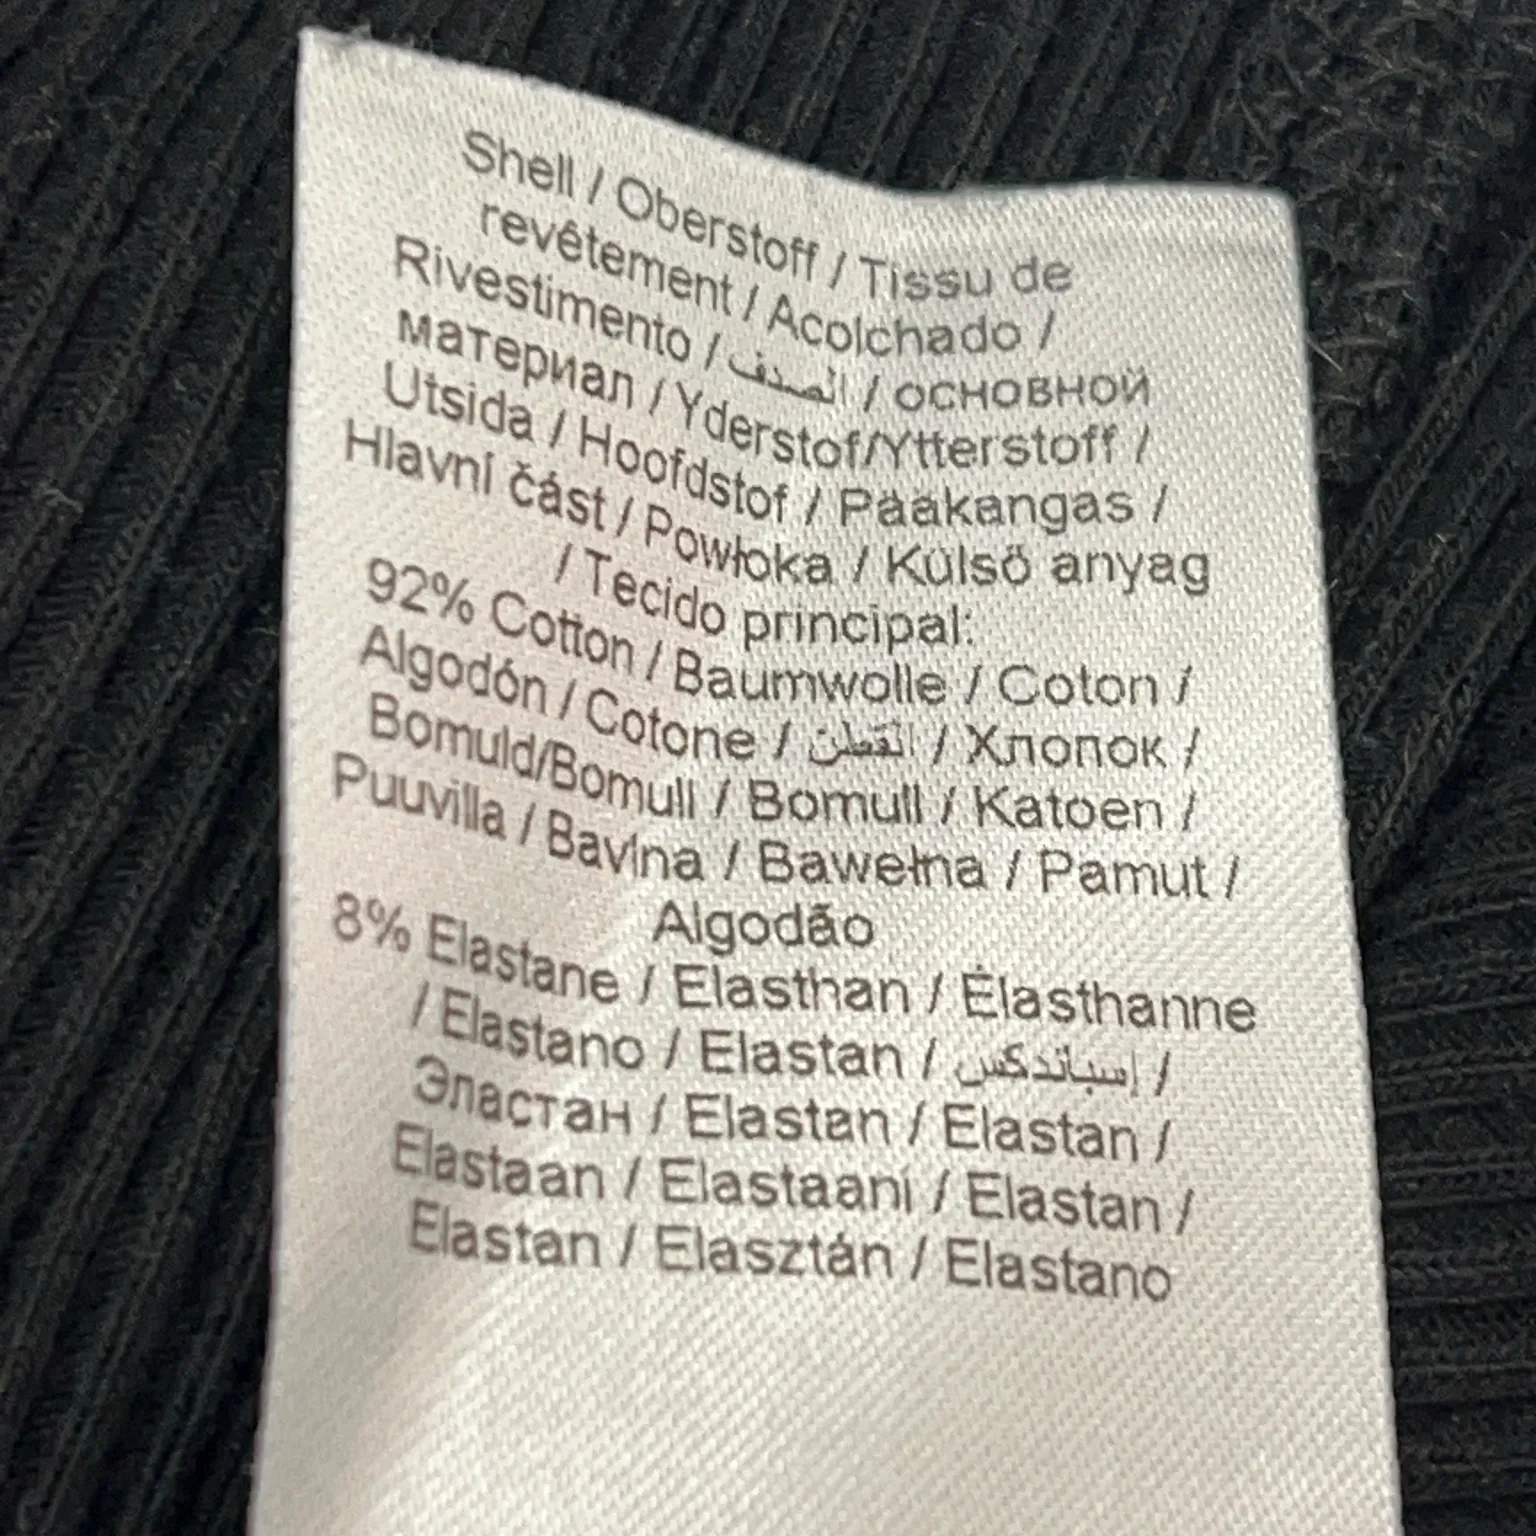 Shell / Oberstoff / Tissu de
revêtement / Acolchado /
Rivestimento / الصدف / основной
материал / Yderstof/Ytterstoff /
Utsida / Hoofdstof / Pääkangas /
Hlavní část / Powłoka / Külső anyag
/ Tecido principal:
92% Cotton / Baumwolle / Coton /
Algodón / Cotone / القطن / Хлопок /
Bomuld/Bomull / Bomull / Katoen /
Puuvilla / Bavlna / Bawełna / Pamut /
Algodão
8% Elastane / Elasthan / Élasthanne
/ Elastano / Elastan / إسباندكس /
Эластан / Elastan / Elastan /
Elastaan / Elastaani / Elastan /
Elastan / Elasztán / Elastano